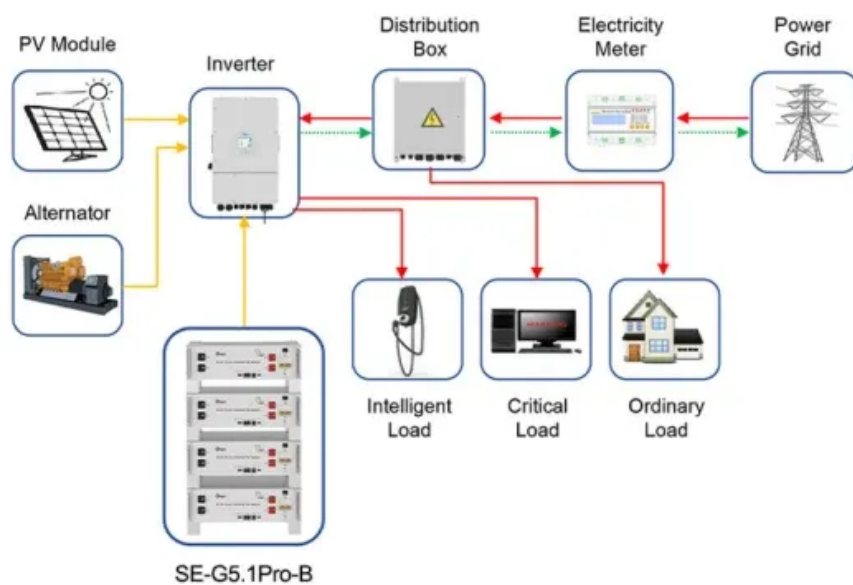 PV Module
Inverter
Distribution
Box
Electricity
Meter
Power
Grid
Alternator
Intelligent
Load
Critical
Load
Ordinary
Load
SE-G5.1Pro-B